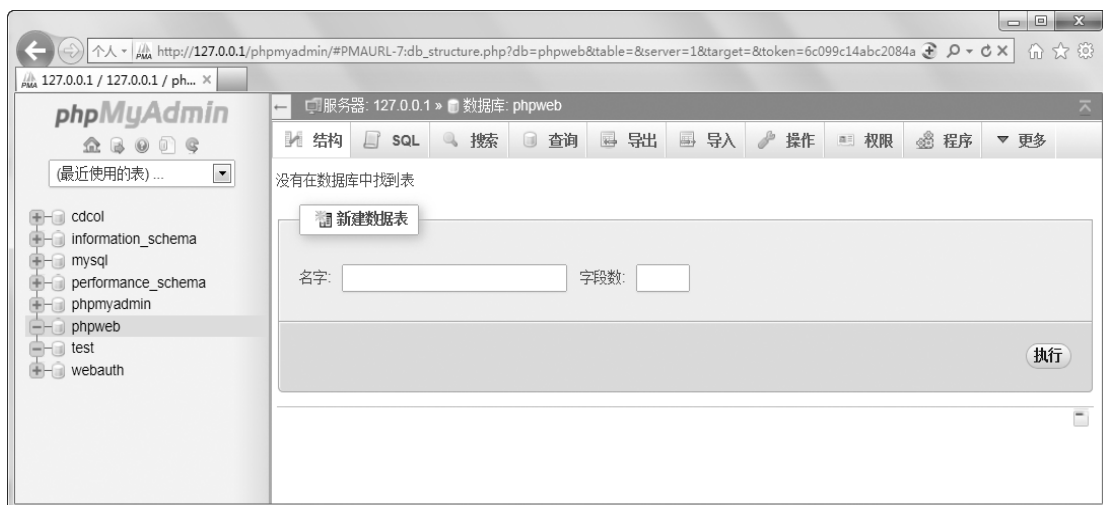 个人 http://127.0.0.1/phpmyadmin/#PMAURL-7:db_structure.php?db=phpweb&table=&server=1&target=&token=6c099c14abc2084a
PMA 127.0.0.1 / 127.0.0.1 / ph... ×
phpMyAdmin
(最近使用的表) ...
cdcol
information_schema
mysql
performance_schema
phpmyadmin
phpweb
test
webauth
服务器: 127.0.0.1 » 数据库: phpweb
结构 SQL 搜索 查询 导出 导入 操作 权限 程序 更多
没有在数据库中找到表
新建数据表
名字: 字段数:
执行